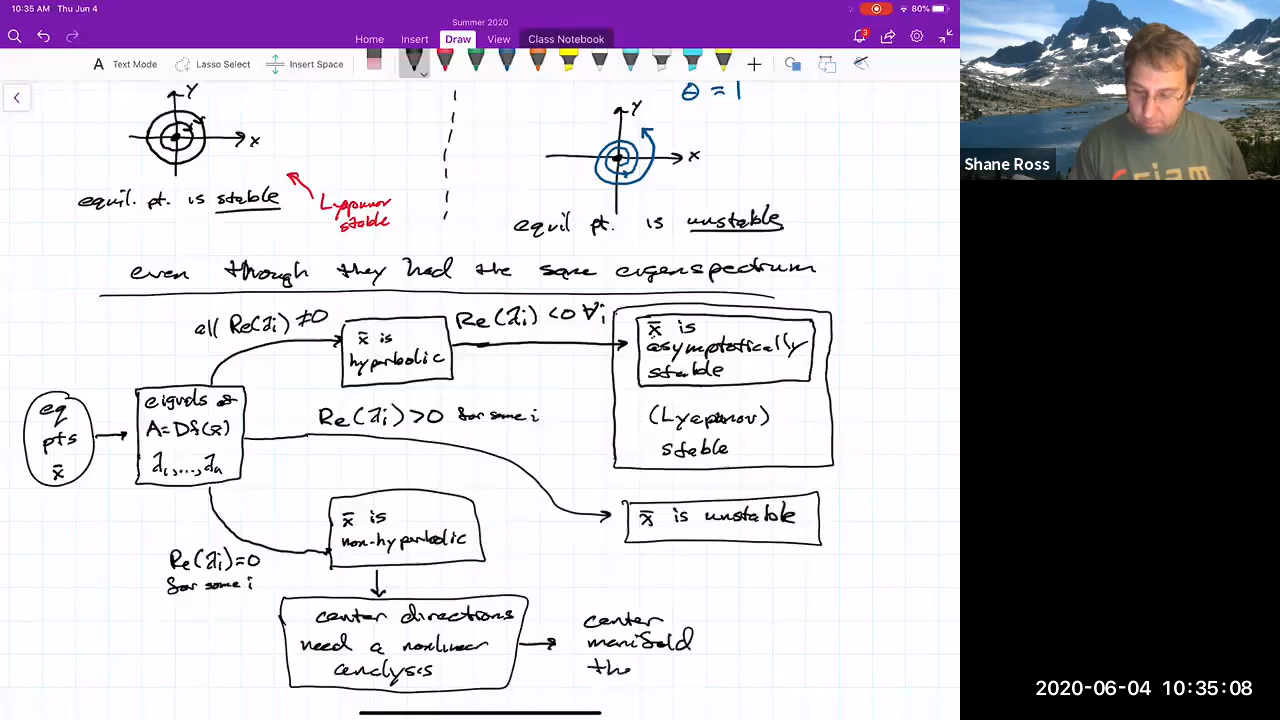 10:35 AM Thu Jun 4
80%
Summer 2020
Home Insert Draw View Class Notebook
3
A Text Mode Lasso Select Insert Space
θ = 1
y
x
y
x
equil. pt. is stable
Lyapunov
stable
equil pt. is unstable
even though they had the same eigenspectrum
all Re(λi) ≠ 0
x̄ is
hyperbolic
Re(λi) < 0 ∀i
x̄ is
asymptotically
stable
(Lyapunov)
stable
eq
pts
x̄
eigvals of
A = Df(x̄)
λ1, ..., λn
Re(λi) > 0 for some i
x̄ is unstable
x̄ is
non-hyperbolic
Re(λi) = 0
for some i
center directions
need a nonlinear
analysis
center
manifold
the
Shane Ross
siam
2020-06-04 10:35:08